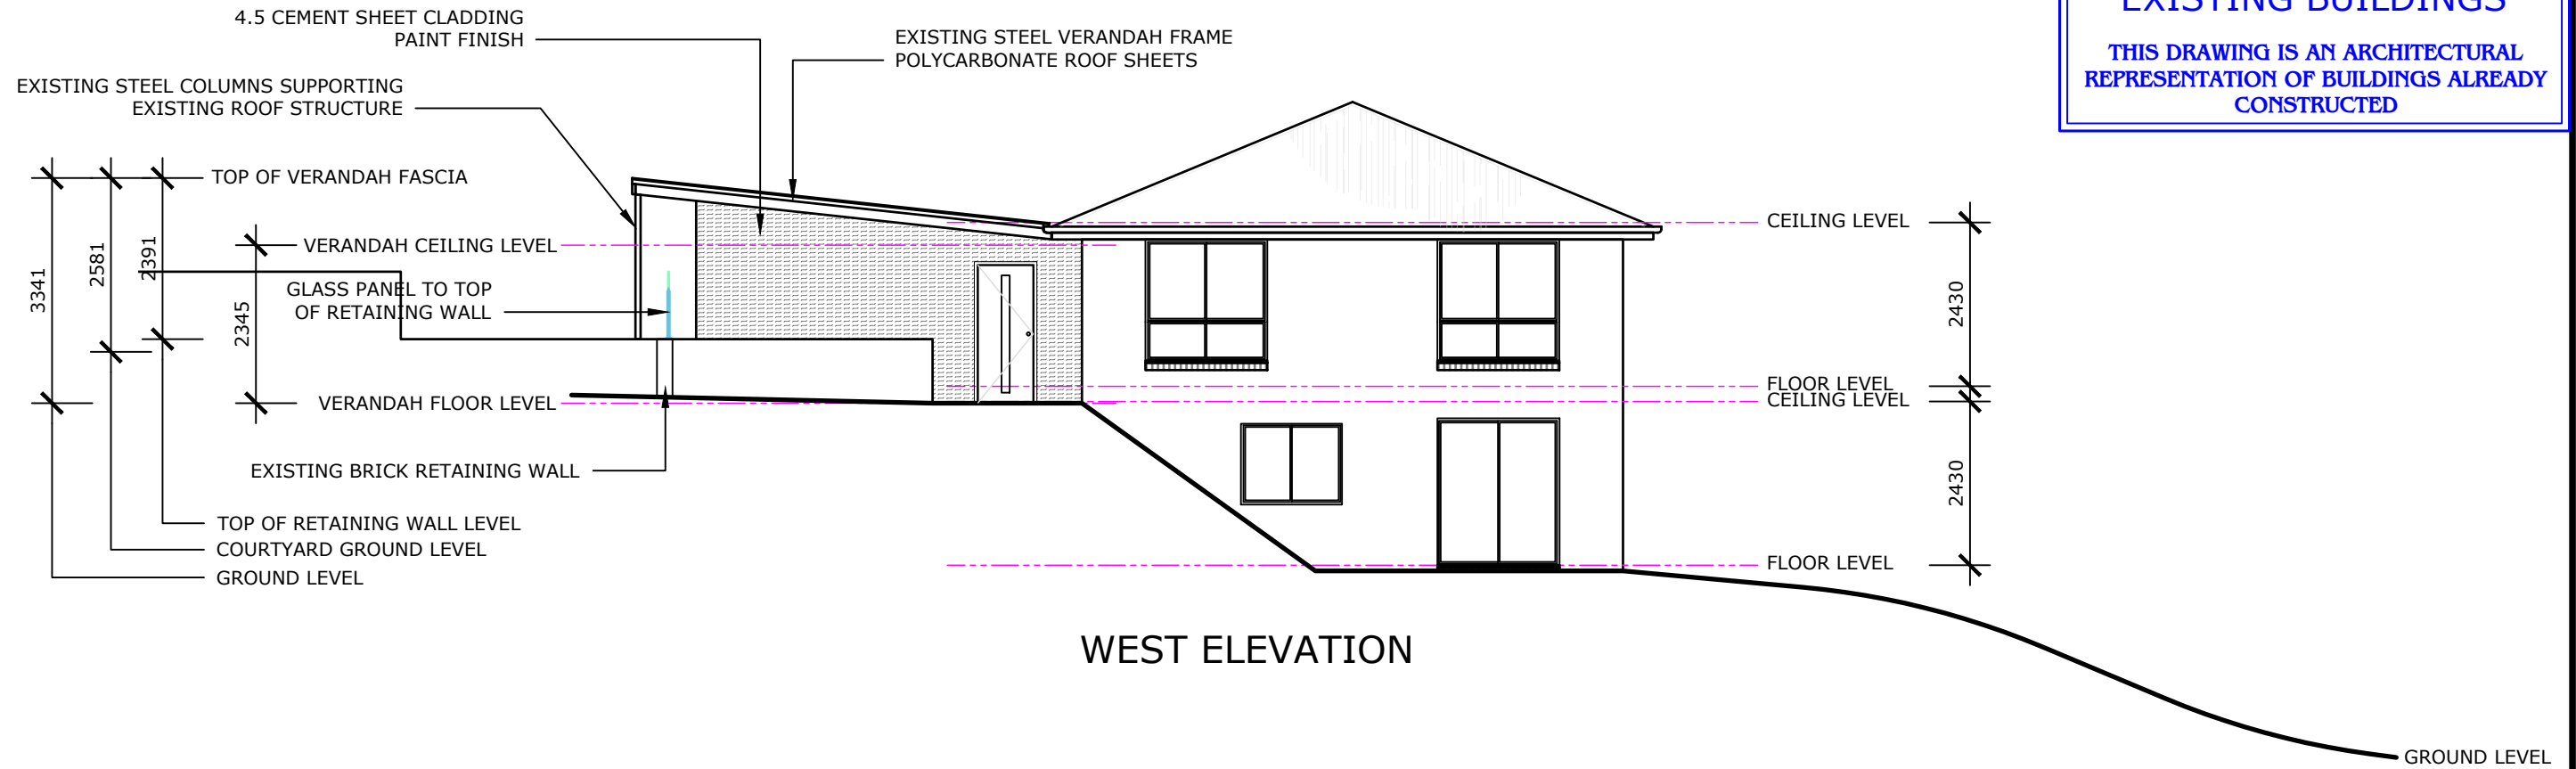 EXISTING BUILDINGS
THIS DRAWING IS AN ARCHITECTURAL
REPRESENTATION OF BUILDINGS ALREADY
CONSTRUCTED
4.5 CEMENT SHEET CLADDING
PAINT FINISH
EXISTING STEEL VERANDAH FRAME
POLYCARBONATE ROOF SHEETS
EXISTING STEEL COLUMNS SUPPORTING
EXISTING ROOF STRUCTURE
TOP OF VERANDAH FASCIA
VERANDAH CEILING LEVEL
3341
2581
2391
2345
GLASS PANEL TO TOP
OF RETAINING WALL
VERANDAH FLOOR LEVEL
EXISTING BRICK RETAINING WALL
TOP OF RETAINING WALL LEVEL
COURTYARD GROUND LEVEL
GROUND LEVEL
CEILING LEVEL
2430
FLOOR LEVEL
CEILING LEVEL
2430
FLOOR LEVEL
WEST ELEVATION
GROUND LEVEL